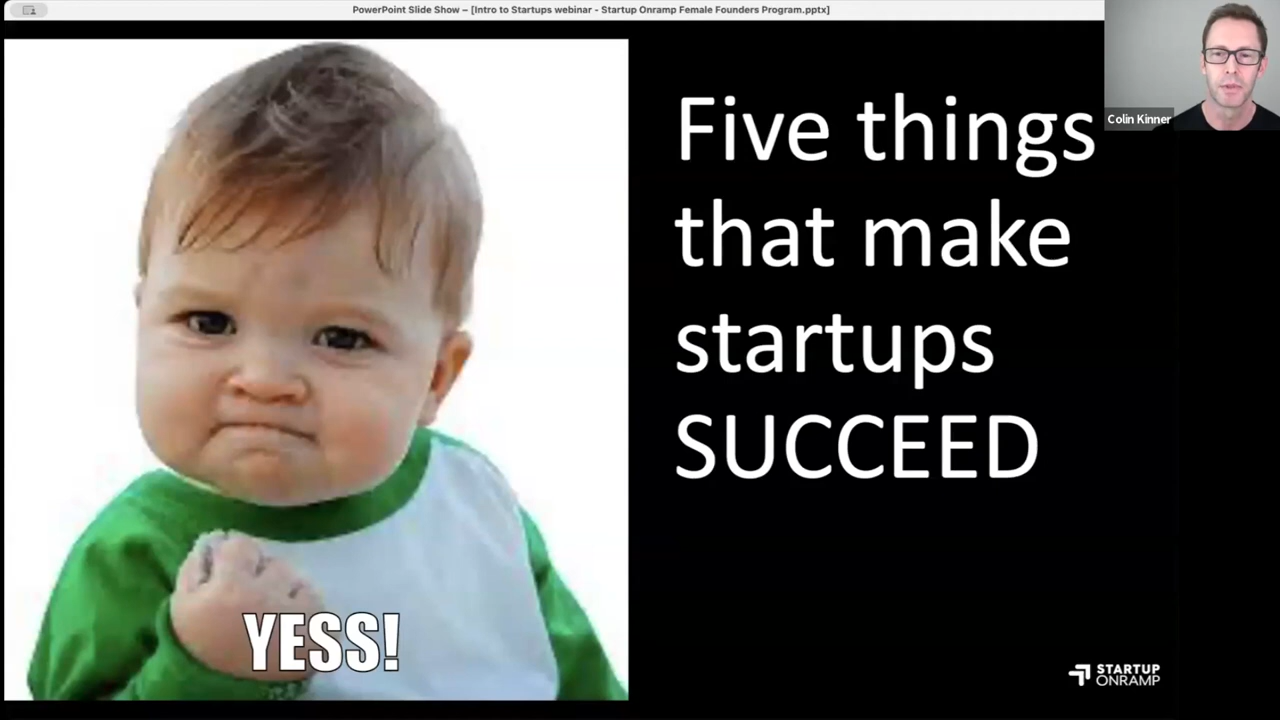 PowerPoint Slide Show – [Intro to Startups webinar - Startup Onramp Female Founders Program.pptx]
Colin Kinner
Five things
that make
startups
SUCCEED
YESS!
STARTUP
ONRAMP